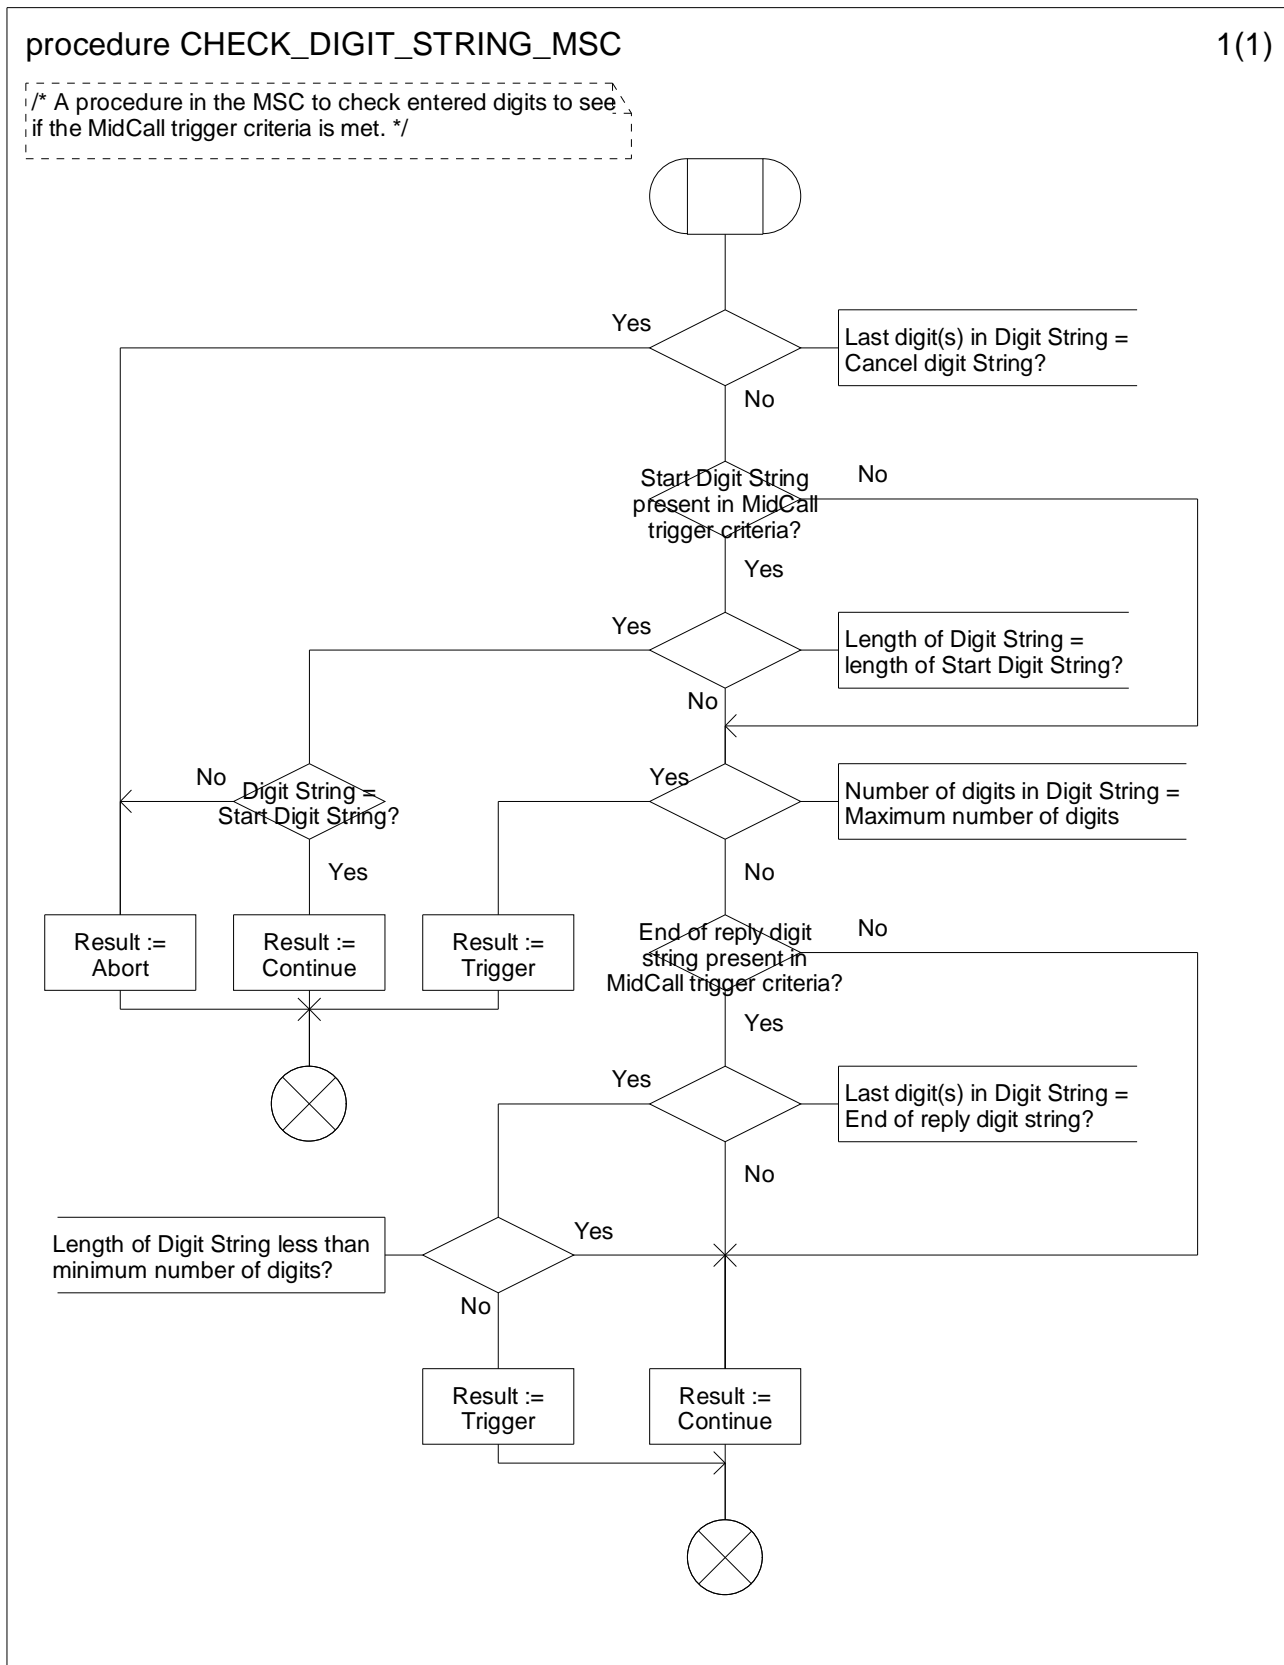 procedure CHECK_DIGIT_STRING_MSC
1(1)
/* A procedure in the MSC to check entered digits to see
if the MidCall trigger criteria is met. */
Yes
Last digit(s) in Digit String =
Cancel digit String?
No
Start Digit String
present in MidCall
trigger criteria?
No
Yes
Yes
Length of Digit String =
length of Start Digit String?
No
No
Digit String =
Start Digit String?
Yes
Number of digits in Digit String =
Maximum number of digits
Yes
No
Result :=
Abort
Result :=
Continue
Result :=
Trigger
End of reply digit
string present in
MidCall trigger criteria?
No
Yes
Yes
Last digit(s) in Digit String =
End of reply digit string?
No
Length of Digit String less than
minimum number of digits?
Yes
No
Result :=
Trigger
Result :=
Continue